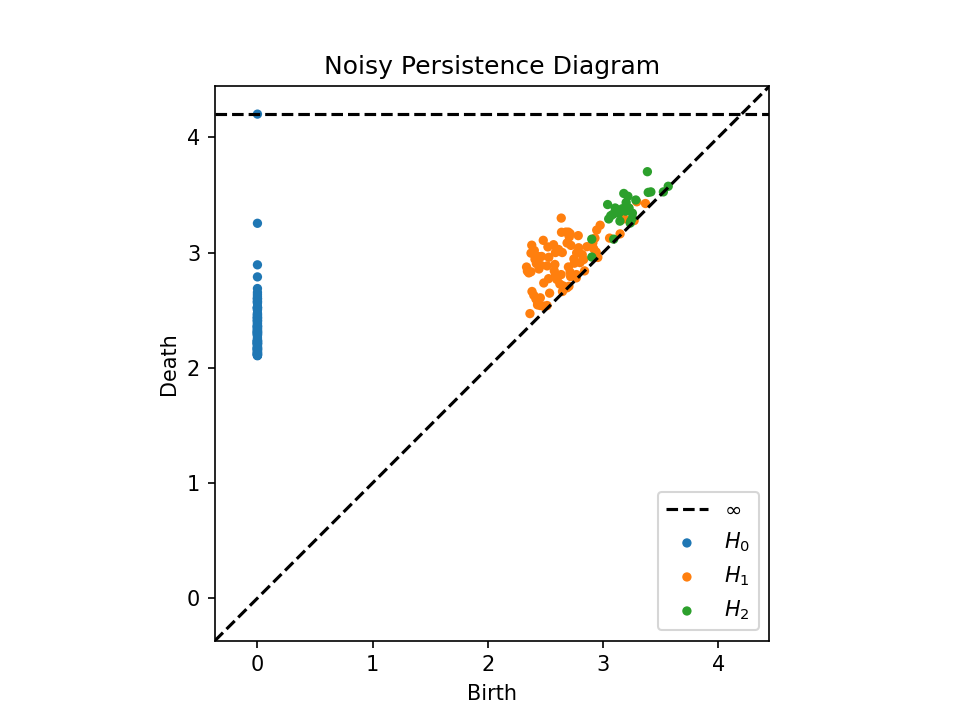 Noisy Persistence Diagram
Death
4
3
2
1
0
0 1 2 3 4
Birth
∞
H₀
H₁
H₂